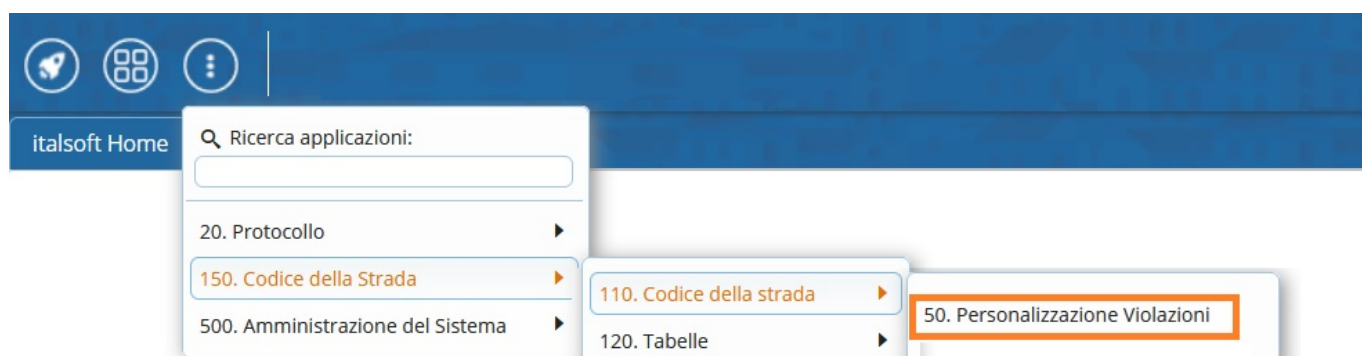 italsoft Home
Ricerca applicazioni:
20. Protocollo
150. Codice della Strada
500. Amministrazione del Sistema
110. Codice della strada
120. Tabelle
50. Personalizzazione Violazioni